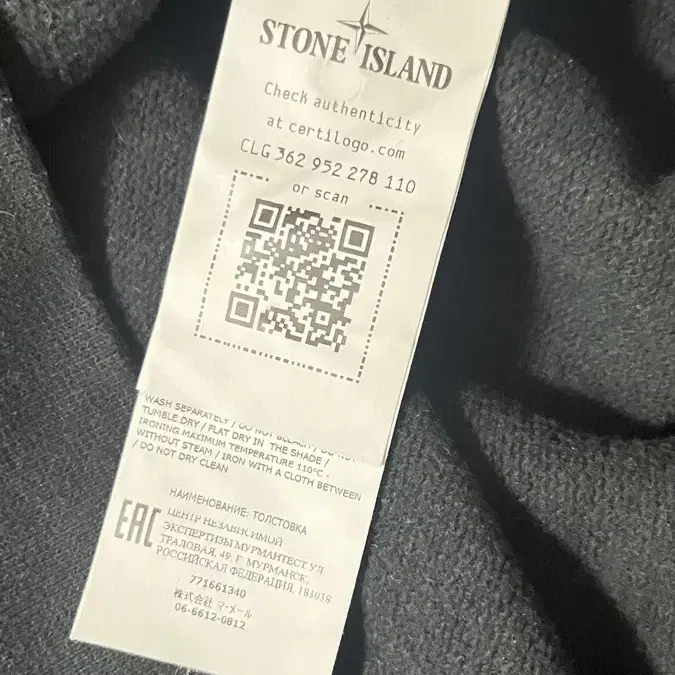 STONE ISLAND
Check authenticity
at certilogo.com
CLG 362 952 278 110
or scan
WASH SEPARATELY / DO NOT BLEACH / DO NOT
TUMBLE DRY / FLAT DRY IN THE SHADE /
IRONING MAXIMUM TEMPERATURE 110°C -
WITHOUT STEAM / IRON WITH A CLOTH BETWEEN
/ DO NOT DRY CLEAN
НАИМЕНОВАНИЕ: ТОЛСТОВКА
EAC
ЦЕНТР НЕЗАВИСИМОЙ
ЭКСПЕРТИЗЫ МУРМАНТЕСТ УЛ
ТРАЛОВАЯ, 49, Г. МУРМАНСК,
РОССИЙСКАЯ ФЕДЕРАЦИЯ, 183038
771661340
株式会社 マ・メール
06-6612-0812